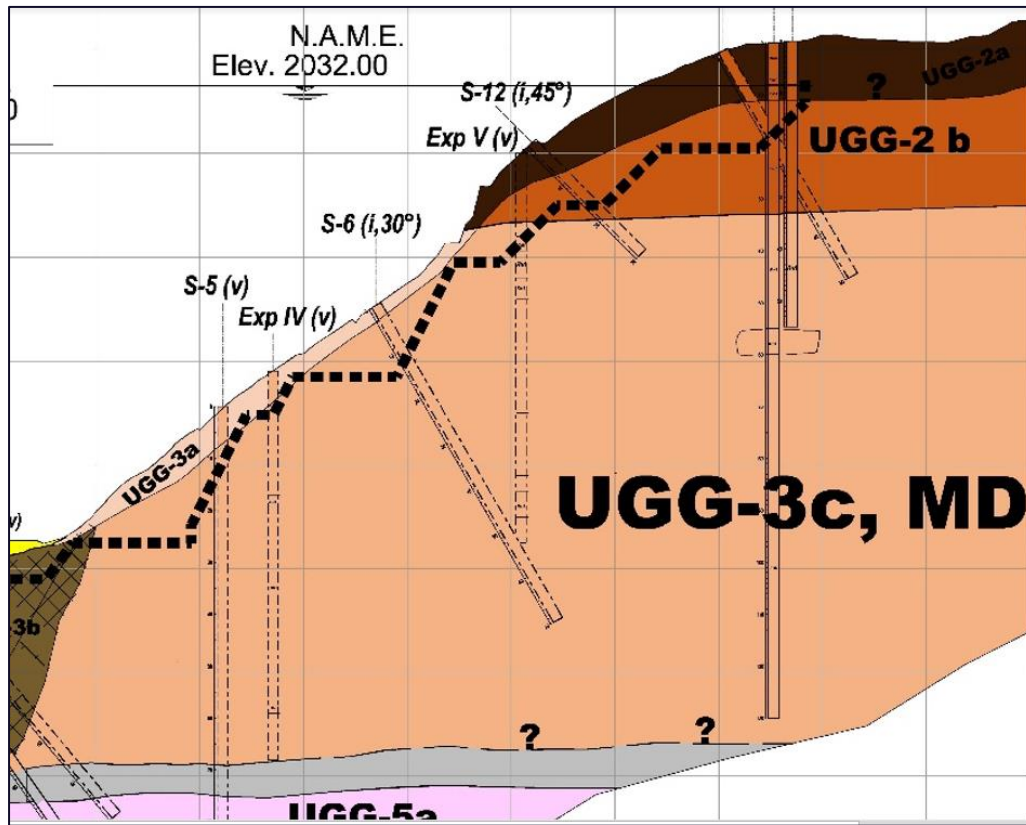 N.A.M.E.
Elev. 2032.00
UGG-2a
?
S-12 (i,45°)
Exp V (v)
UGG-2 b
S-6 (i,30°)
S-5 (v)
Exp IV (v)
UGG-3a
UGG-3c, MD
3b
?
?
UGG-5a